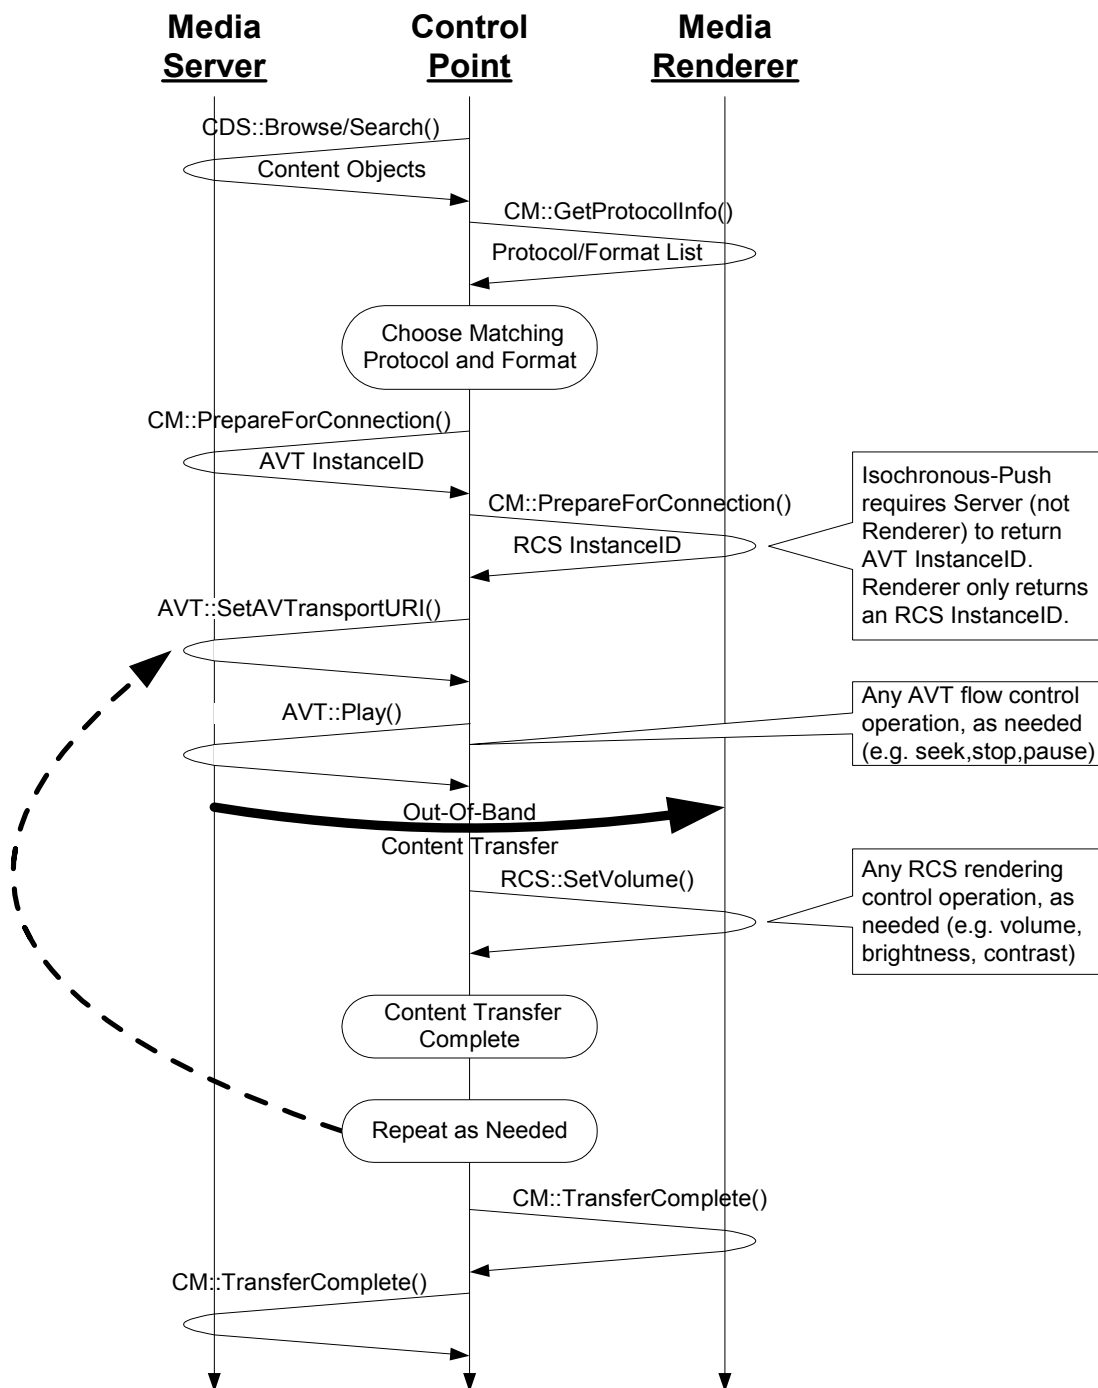 Media
Server
Control
Point
Media
Renderer
CDS::Browse/Search()
Content Objects
CM::GetProtocolInfo()
Protocol/Format List
Choose Matching
Protocol and Format
CM::PrepareForConnection()
AVT InstanceID
CM::PrepareForConnection()
RCS InstanceID
Isochronous-Push
requires Server (not
Renderer) to return
AVT InstanceID.
Renderer only returns
an RCS InstanceID.
AVT::SetAVTransportURI()
AVT::Play()
Any AVT flow control
operation, as needed
(e.g. seek,stop,pause)
Out-Of-Band
Content Transfer
RCS::SetVolume()
Any RCS rendering
control operation, as
needed (e.g. volume,
brightness, contrast)
Content Transfer
Complete
Repeat as Needed
CM::TransferComplete()
CM::TransferComplete()